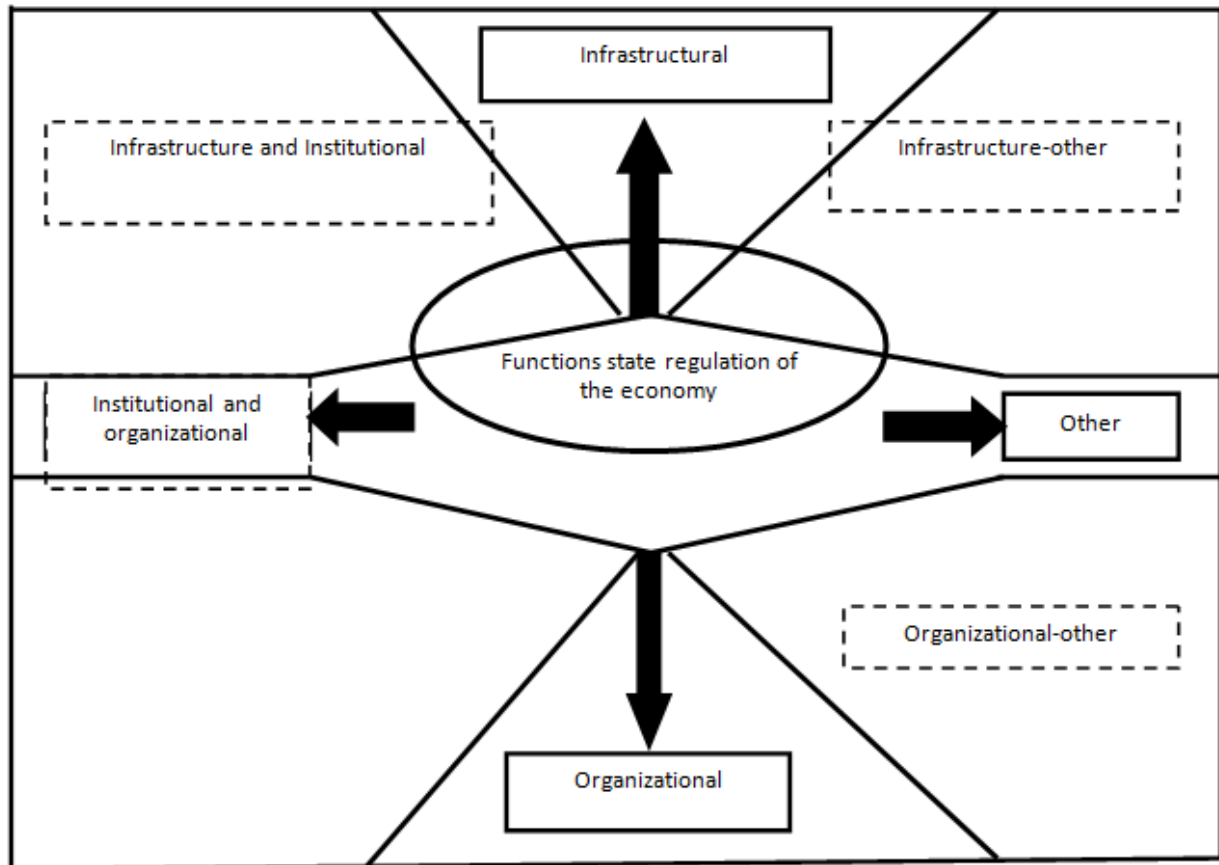 Infrastructural
Infrastructure and Institutional
Infrastructure-other
Functions state regulation of
the economy
Institutional and
organizational
Other
Organizational-other
Organizational